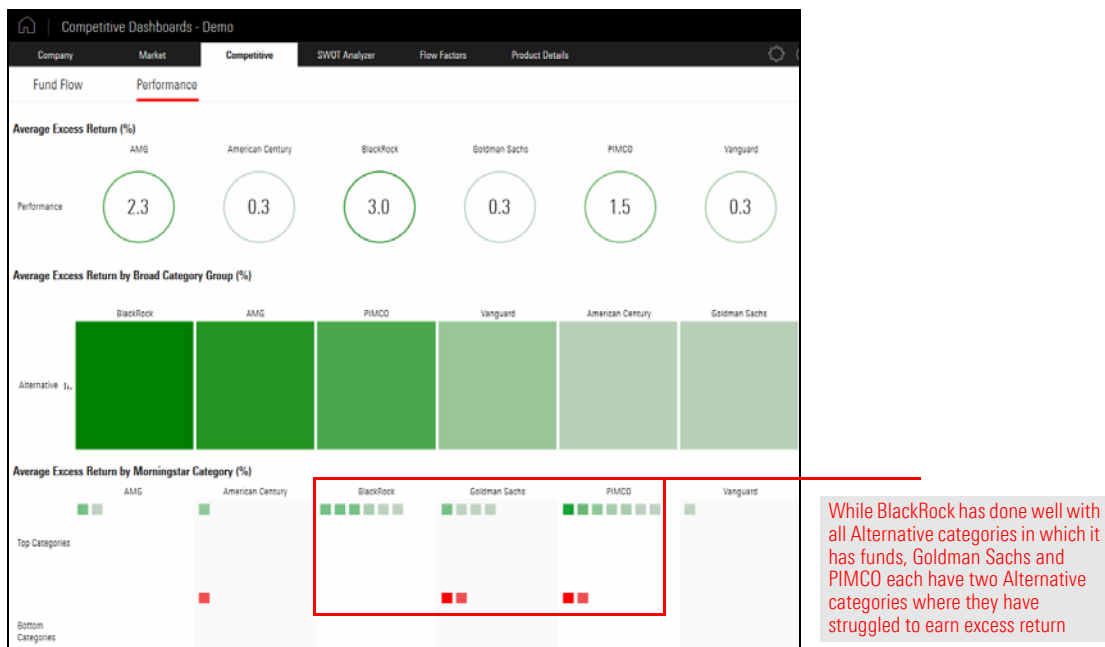 Competitive Dashboards - Demo
Company Market Competitive SWOT Analyzer Flow Factors Product Details
Fund Flow Performance
Average Excess Return (%)
AMG American Century BlackRock Goldman Sachs PIMCO Vanguard
Performance 2.3 0.3 3.0 0.3 1.5 0.3
Average Excess Return by Broad Category Group (%)
BlackRock AMG PIMCO Vanguard American Century Goldman Sachs
Alternative
Average Excess Return by Morningstar Category (%)
AMG American Century BlackRock Goldman Sachs PIMCO Vanguard
Top Categories
Bottom
Categories
While BlackRock has done well with
all Alternative categories in which it
has funds, Goldman Sachs and
PIMCO each have two Alternative
categories where they have
struggled to earn excess return